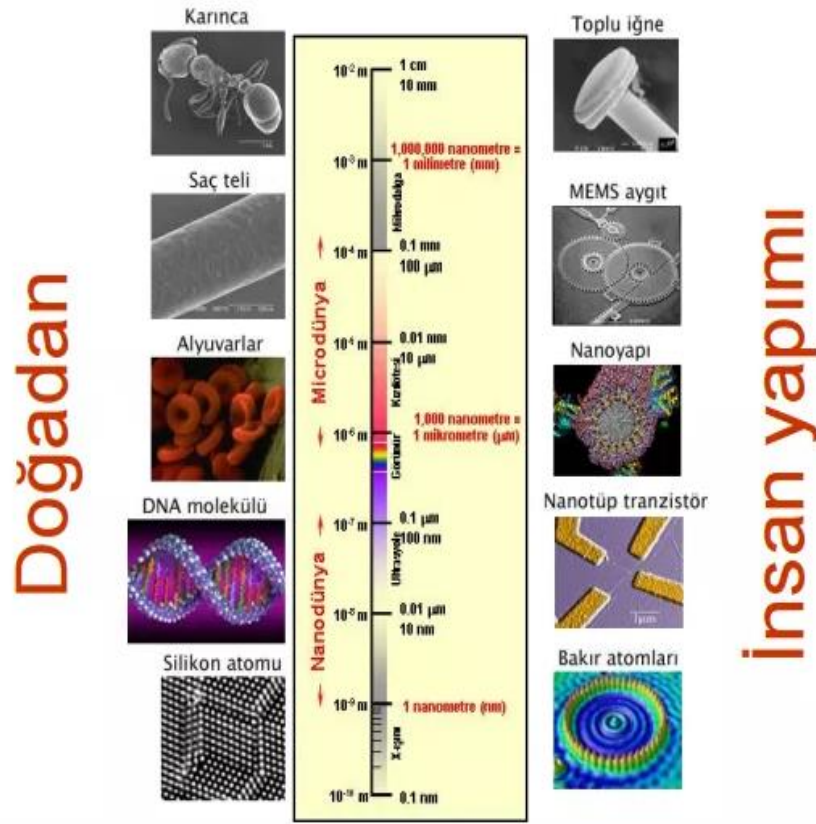 Doğadan
Karınca
Saç teli
Alyuvarlar
DNA molekülü
Silikon atomu
10⁻² m
1 cm
10 mm
1,000,000 nanometre =
10⁻³ m
1 milimetre (mm)
Mikrodalga
10⁻⁴ m
0.1 mm
100 μm
Microdünya
10⁻⁵ m
0.01 mm
10 μm
Kızılötesi
1,000 nanometre =
10⁻⁶ m
1 mikrometre (μm)
Görünür
10⁻⁷ m
0.1 μm
100 nm
Ultraviyole
Nanodünya
10⁻⁸ m
0.01 μm
10 nm
10⁻⁹ m
1 nanometre (nm)
X-ışını
10⁻¹⁰ m
0.1 nm
Toplu iğne
MEMS aygıt
Nanoyapı
Nanotüp tranzistör
1μm
Bakır atomları
İnsan yapımı